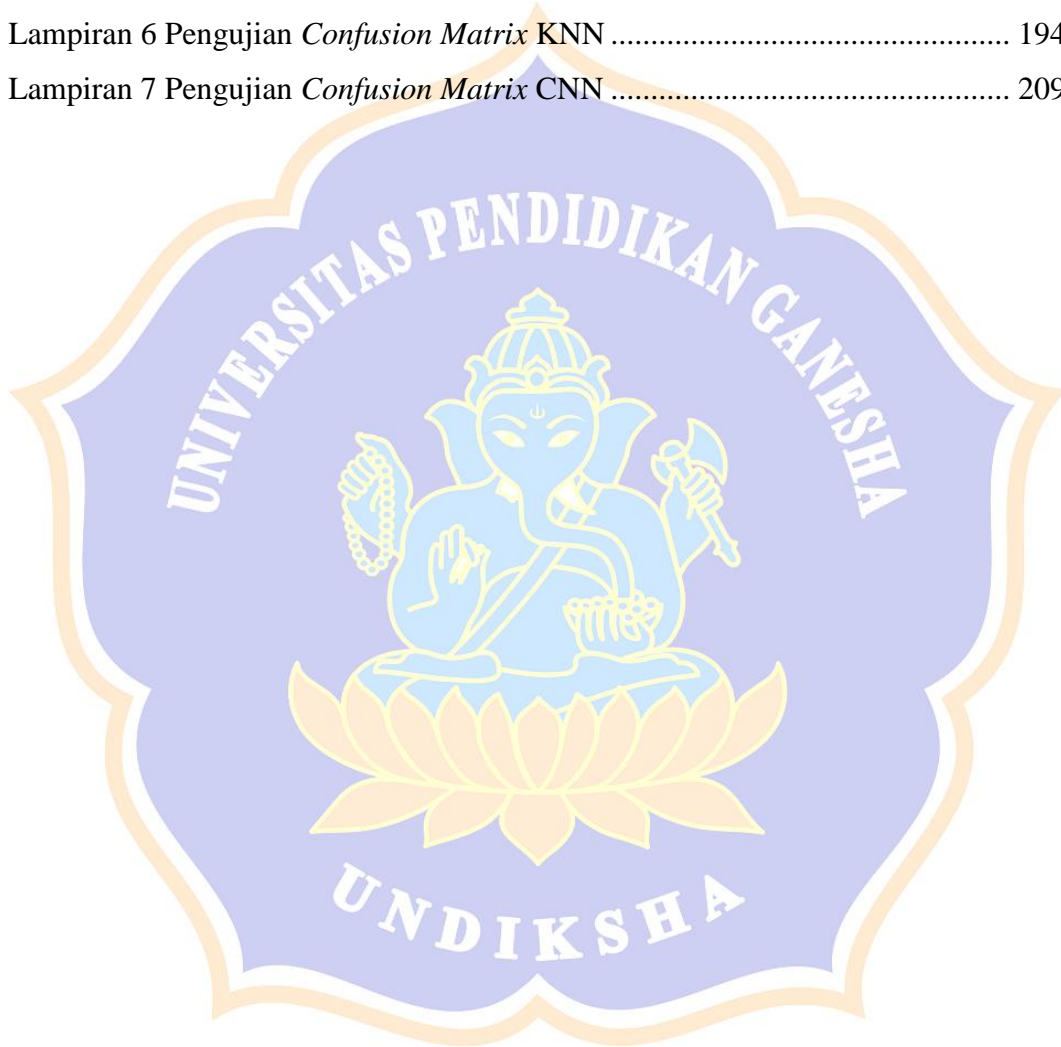 Lampiran 6 Pengujian Confusion Matrix KNN .................................................. 194
Lampiran 7 Pengujian Confusion Matrix CNN .................................................. 209
UNIVERSITAS PENDIDIKAN GANESHA
UNDIKSHA